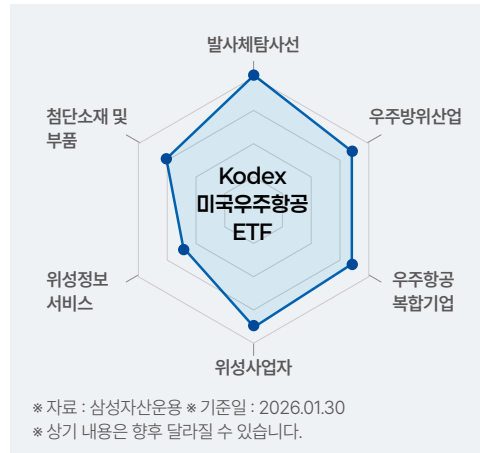 발사체탐사선
첨단소재 및
부품
우주방위산업
Kodex
미국우주항공
ETF
위성정보
서비스
우주항공
복합기업
위성사업자
※ 자료 : 삼성자산운용 ※ 기준일 : 2026.01.30
※ 상기 내용은 향후 달라질 수 있습니다.